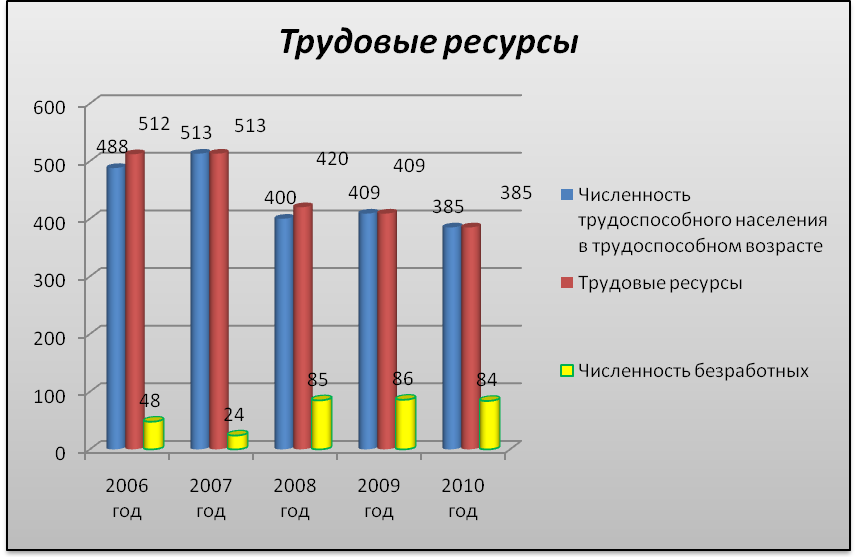 Трудовые ресурсы
600
500
400
300
200
100
0
488
512
513
513
400
420
409
409
385
385
48
24
85
86
84
2006
год
2007
год
2008
год
2009
год
2010
год
Численность
трудоспособного населения
в трудоспособном возрасте
Трудовые ресурсы
Численность безработных